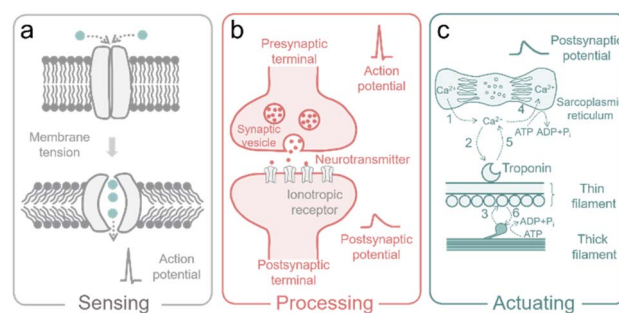 a
Membrane
tension
Action
potential
Sensing
b
Presynaptic
terminal
Action
potential
Synaptic
vesicle
Neurotransmitter
Ionotropic
receptor
Postsynaptic
potential
Postsynaptic
terminal
Processing
c
Postsynaptic
potential
Ca²⁺
Ca²⁺
Sarcoplasmic
reticulum
1
4
Ca²⁺
ATP ADP+Pᵢ
2
5
Troponin
Thin
filament
3
6
ADP+Pᵢ
ATP
Thick
filament
Actuating